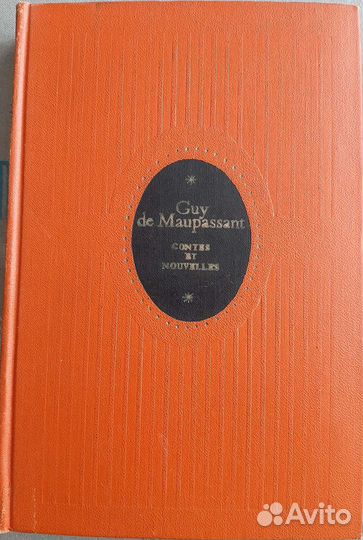 Guy
de Maupassant
CONTES
ET
NOUVELLES
Avito